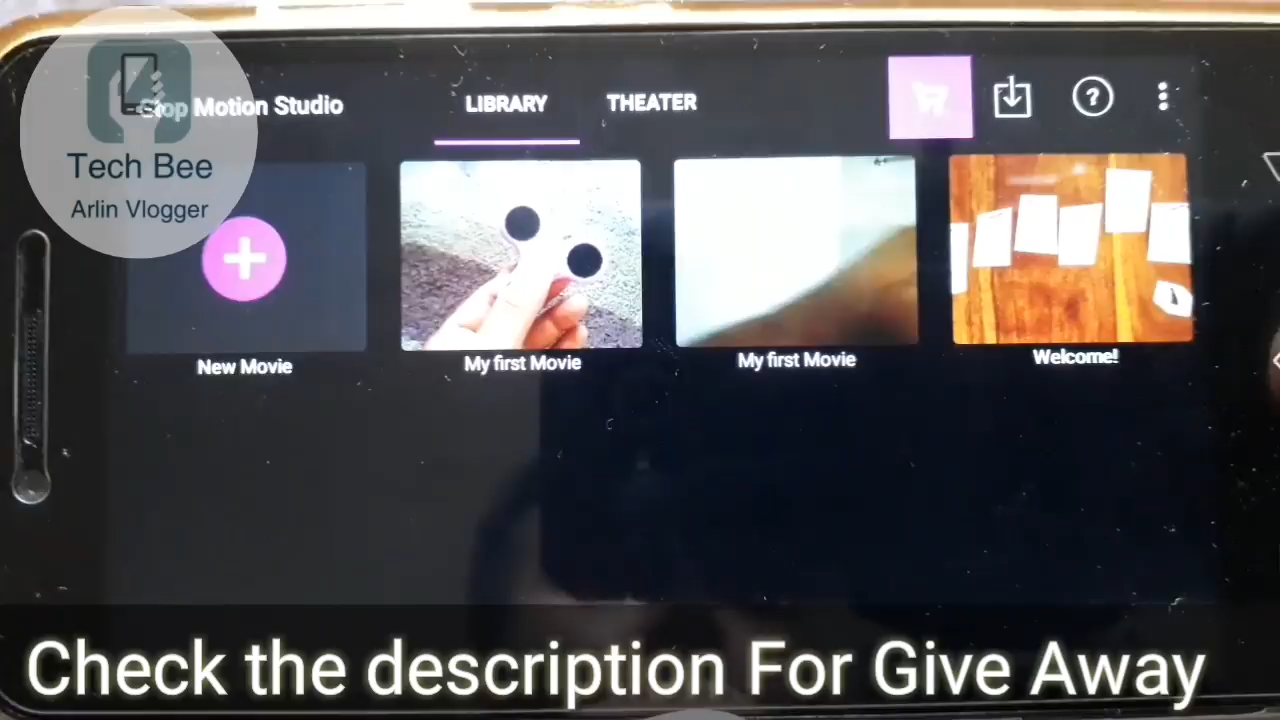 Stop Motion Studio
LIBRARY
THEATER
Tech Bee
Arlin Vlogger
New Movie
My first Movie
My first Movie
Welcome!
Check the description For Give Away